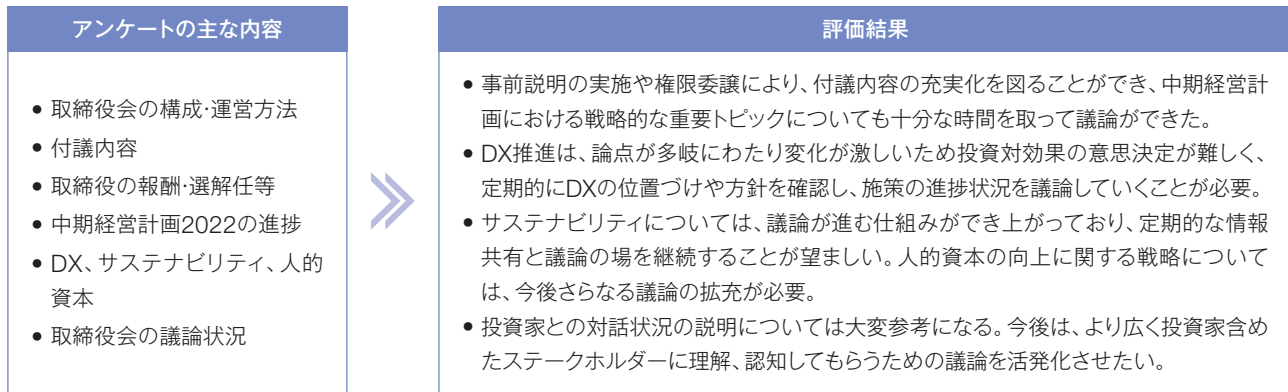 アンケートの主な内容
● 取締役会の構成・運営方法
● 付議内容
● 取締役の報酬・選解任等
● 中期経営計画2022の進捗
● DX、サステナビリティ、人的
資本
● 取締役会の議論状況
評価結果
● 事前説明の実施や権限委譲により、付議内容の充実化を図ることができ、中期経営計
画における戦略的な重要トピックについても十分な時間を取って議論ができた。
● DX推進は、論点が多岐にわたり変化が激しいため投資対効果の意思決定が難しく、
定期的にDXの位置づけや方針を確認し、施策の進捗状況を議論していくことが必要。
● サステナビリティについては、議論が進む仕組みができ上がっており、定期的な情報
共有と議論の場を継続することが望ましい。人的資本の向上に関する戦略について
は、今後さらなる議論の拡充が必要。
● 投資家との対話状況の説明については大変参考になる。今後は、より広く投資家含め
たステークホルダーに理解、認知してもらうための議論を活発化させたい。